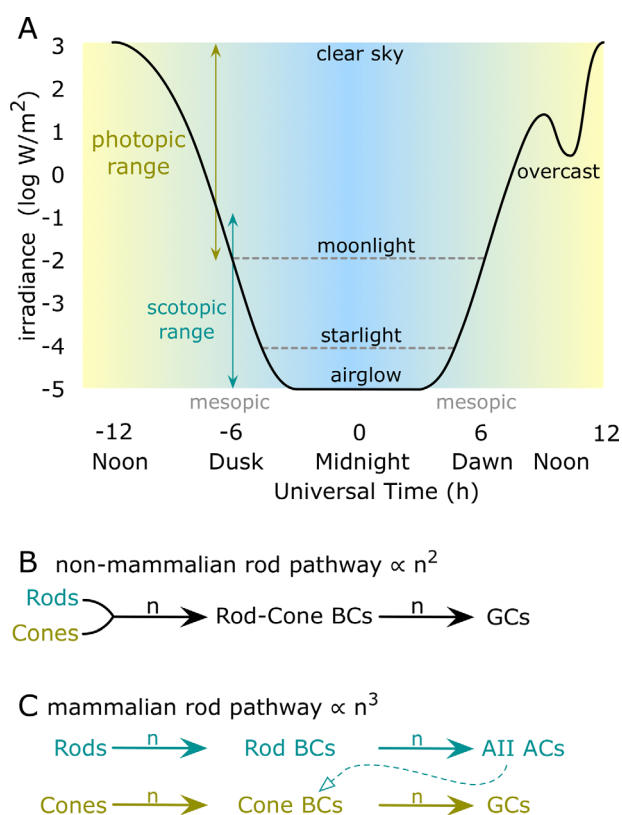 A
irradiance (log W/m²)
3
2
1
0
-1
-2
-3
-4
-5
clear sky
photopic
range
overcast
moonlight
scotopic
range
starlight
airglow
mesopic
mesopic
-12 -6 0 6 12
Noon Dusk Midnight Dawn Noon
Universal Time (h)
B non-mammalian rod pathway ∝ n²
Rods
n n
Rod-Cone BCs GCs
Cones
C mammalian rod pathway ∝ n³
n n
Rods Rod BCs AII ACs
n n
Cones Cone BCs GCs